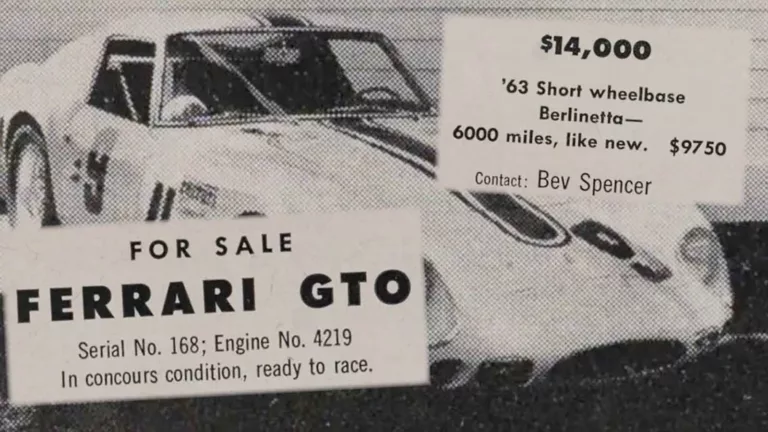 FOR SALE
FERRARI GTO
Serial No. 168; Engine No. 4219
In concours condition, ready to race.
$14,000
'63 Short wheelbase
Berlinetta—
6000 miles, like new. $9750
Contact: Bev Spencer
5